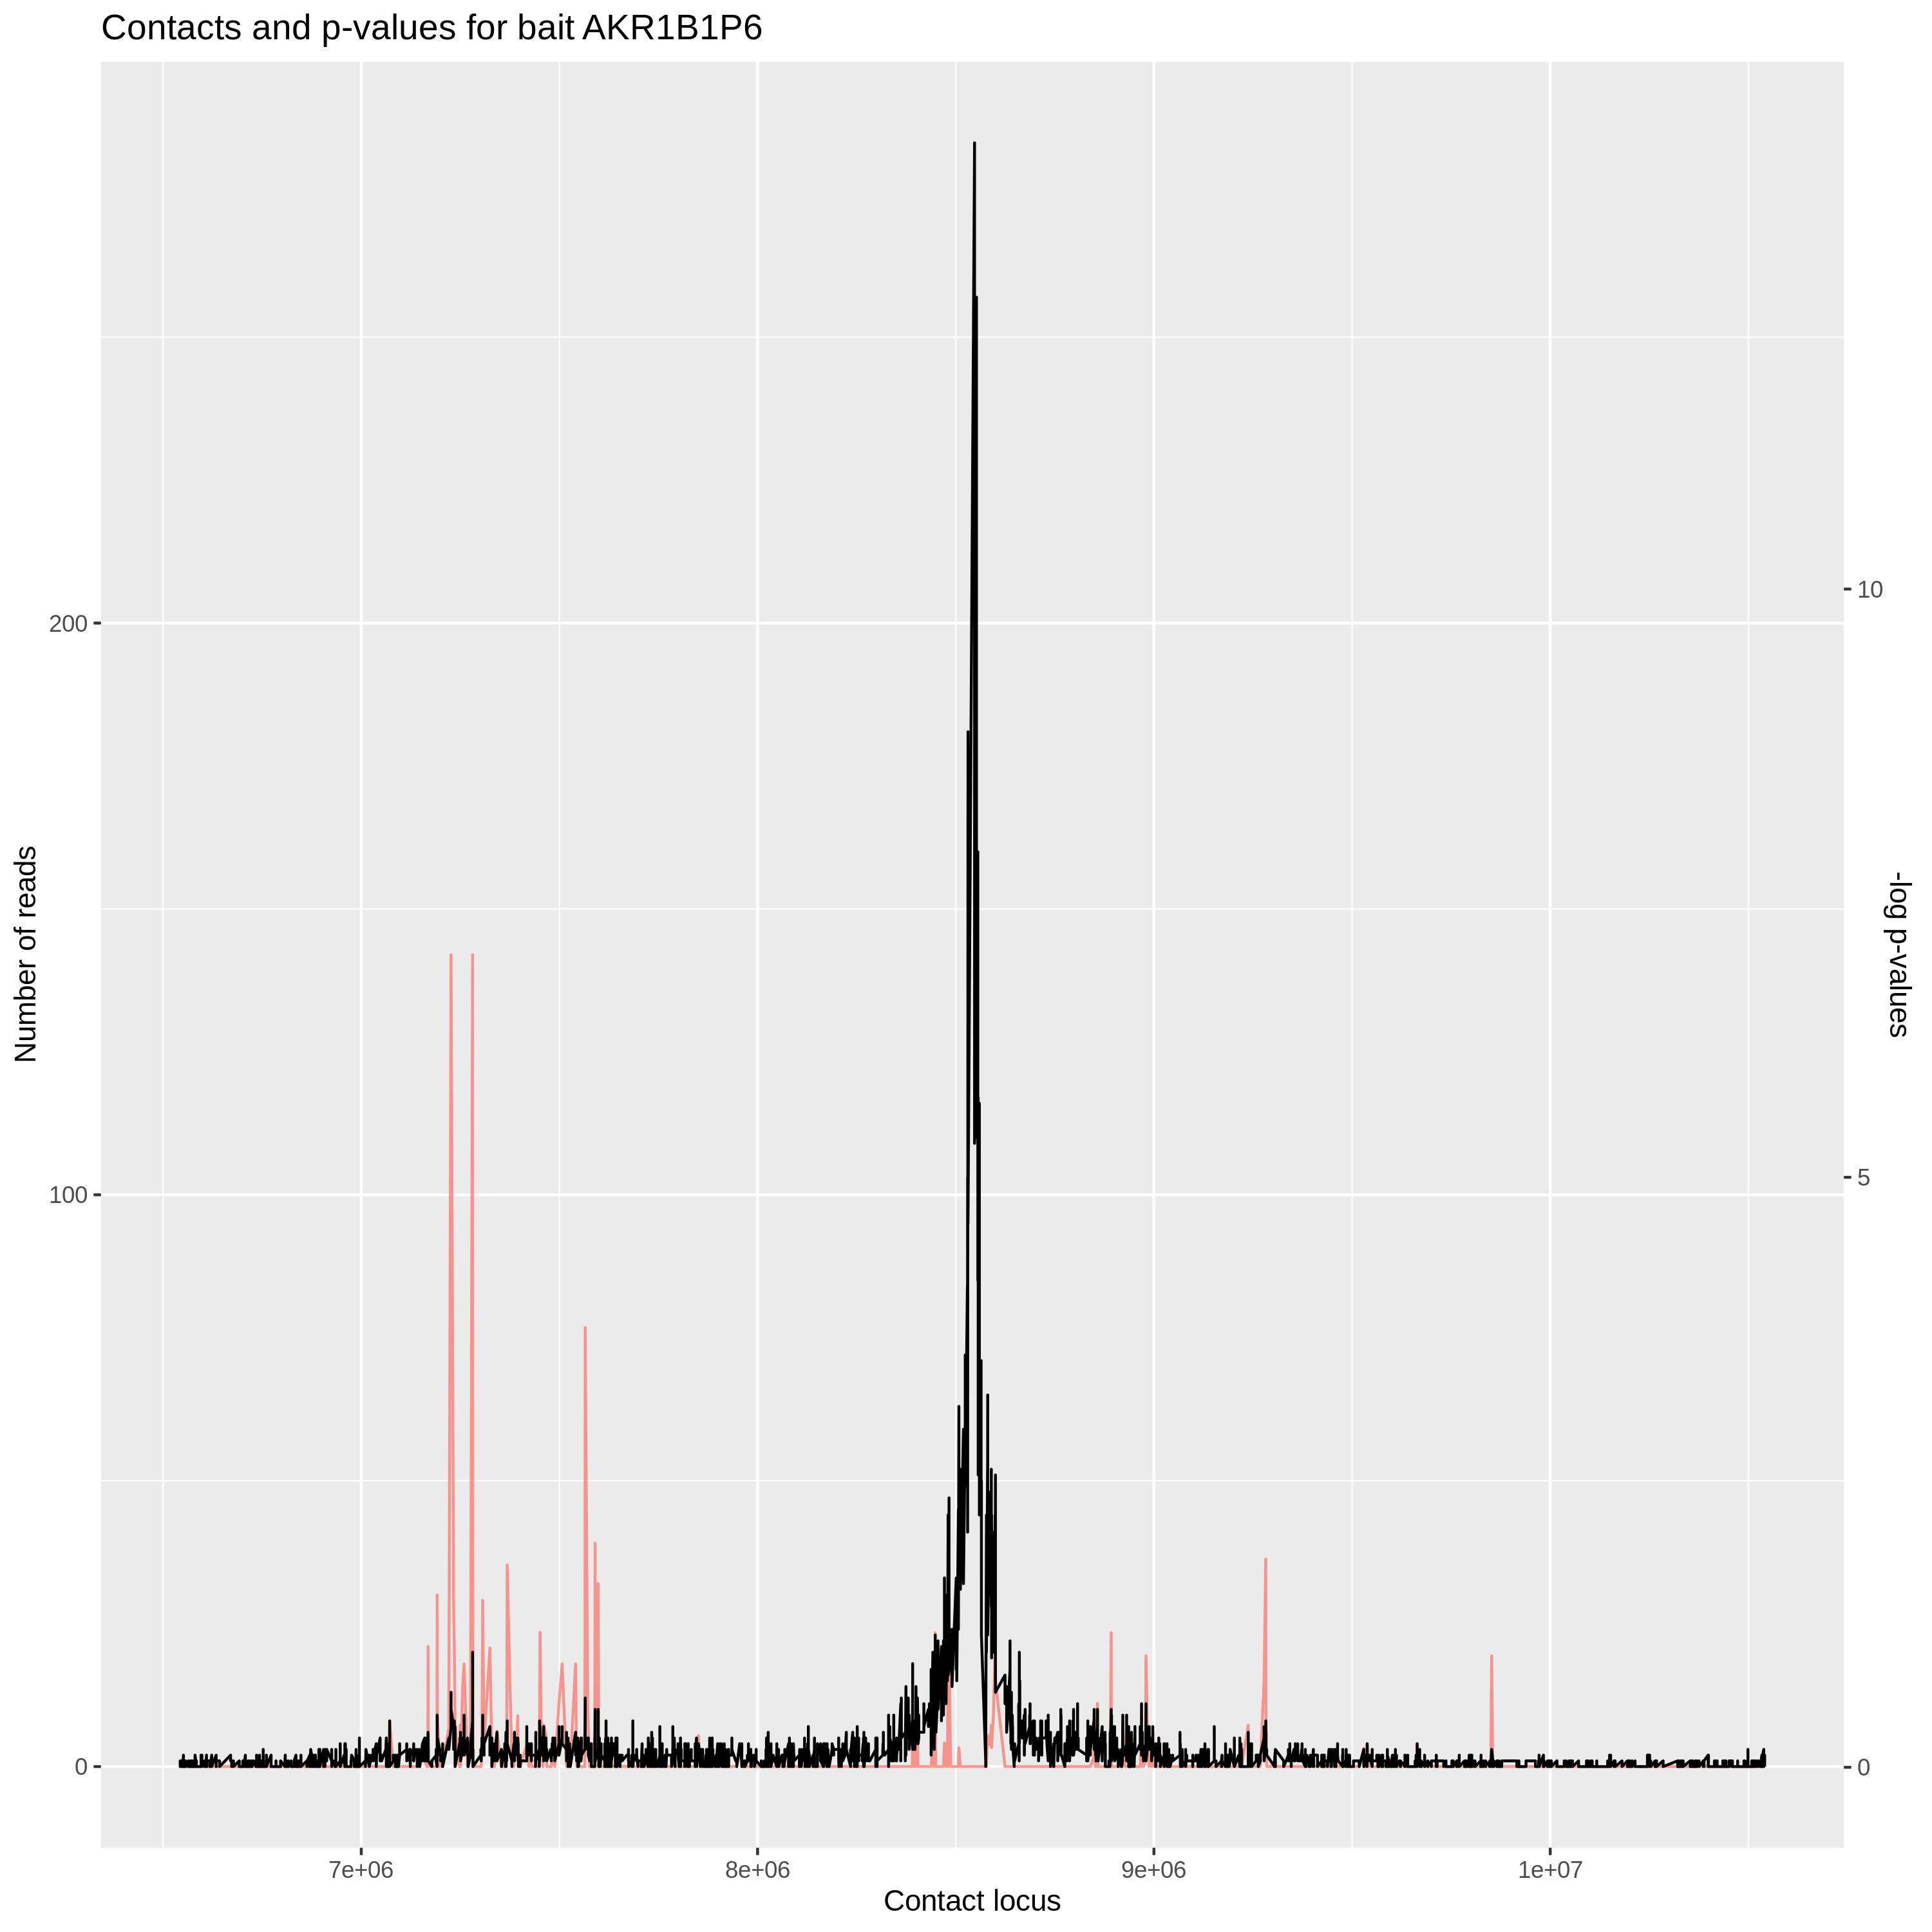 Contacts and p-values for bait AKR1B1P6
Number of reads
200
100
0
10
5
0
-log p-values
7e+06
8e+06
9e+06
1e+07
Contact locus